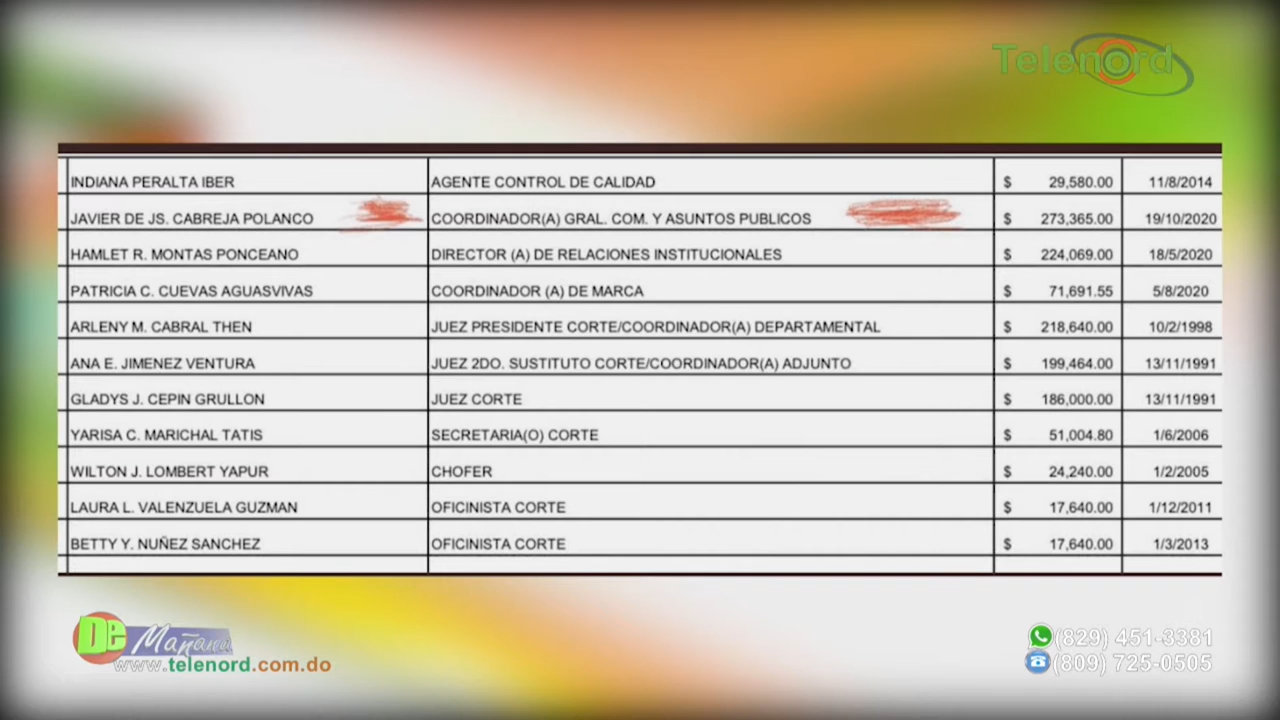 Telenord
INDIANA PERALTA IBER AGENTE CONTROL DE CALIDAD $ 29,580.00 11/8/2014
JAVIER DE JS. CABREJA POLANCO COORDINADOR(A) GRAL. COM. Y ASUNTOS PUBLICOS $ 273,365.00 19/10/2020
HAMLET R. MONTAS PONCEANO DIRECTOR (A) DE RELACIONES INSTITUCIONALES $ 224,069.00 18/5/2020
PATRICIA C. CUEVAS AGUASVIVAS COORDINADOR (A) DE MARCA $ 71,691.55 5/8/2020
ARLENY M. CABRAL THEN JUEZ PRESIDENTE CORTE/COORDINADOR(A) DEPARTAMENTAL $ 218,640.00 10/2/1998
ANA E. JIMENEZ VENTURA JUEZ 2DO. SUSTITUTO CORTE/COORDINADOR(A) ADJUNTO $ 199,464.00 13/11/1991
GLADYS J. CEPIN GRULLON JUEZ CORTE $ 186,000.00 13/11/1991
YARISA C. MARICHAL TATIS SECRETARIA(O) CORTE $ 51,004.80 1/6/2006
WILTON J. LOMBERT YAPUR CHOFER $ 24,240.00 1/2/2005
LAURA L. VALENZUELA GUZMAN OFICINISTA CORTE $ 17,640.00 1/12/2011
BETTY Y. NUÑEZ SANCHEZ OFICINISTA CORTE $ 17,640.00 1/3/2013
De Mañana
www.telenord.com.do
(829) 451-3381
(809) 725-0505